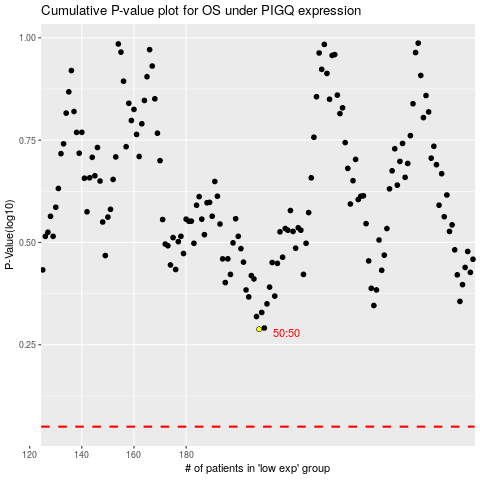 Cumulative P-value plot for OS under PIGQ expression
P-Value(log10)
1.00
0.75
0.50
0.25
50:50
120 140 160 180
# of patients in 'low exp' group